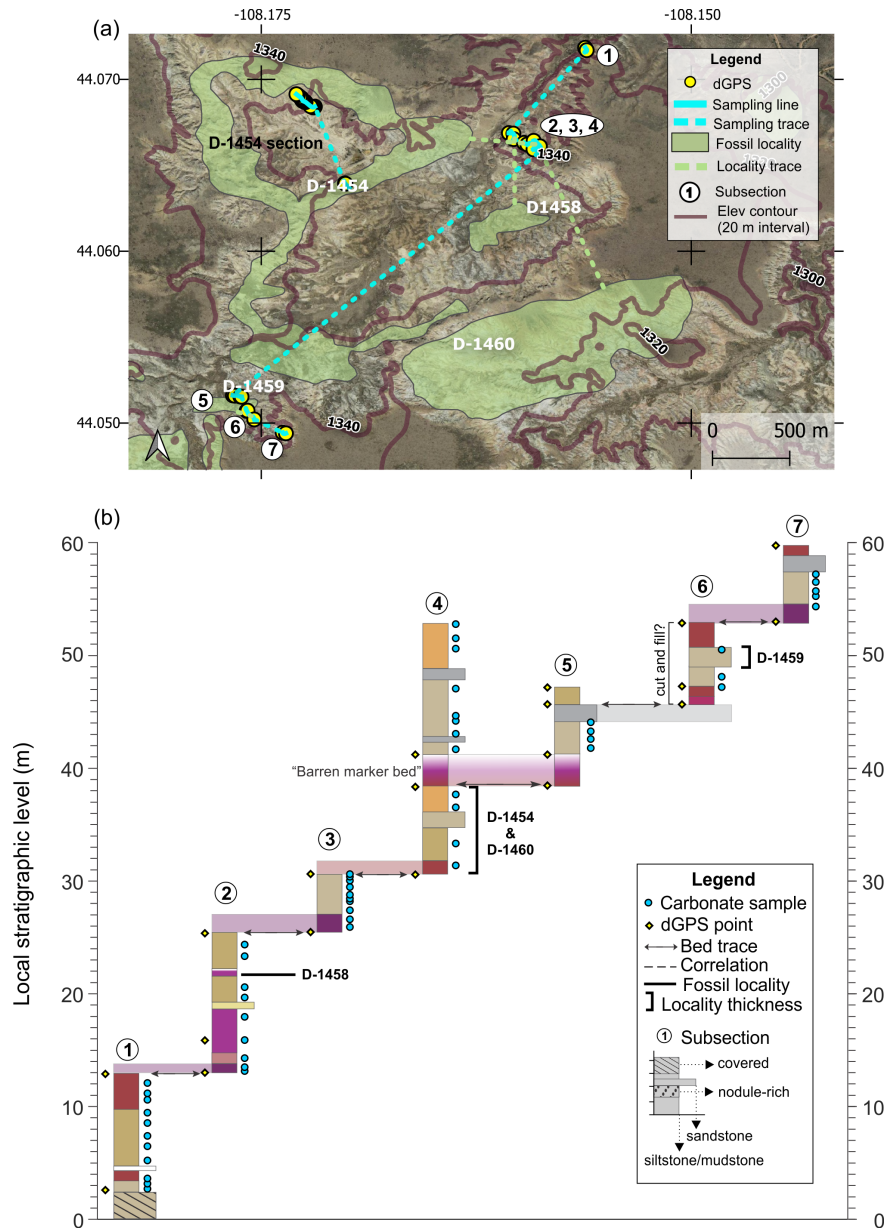 -108.175
-108.150
(a)
44.070
44.060
44.050
1340
1
2, 3, 4
1340
D-1454 section
D-1454
D1458
D-1460
1300
1320
D-1459
5
6
7
1340
1300
Legend
dGPS
Sampling line
Sampling trace
Fossil locality
Locality trace
1 Subsection
Elev contour
(20 m interval)
0 500 m
(b)
Local stratigraphic level (m)
60
50
40
30
20
10
0
60
50
40
30
20
10
0
1
2
3
4
5
6
7
D-1458
"Barren marker bed"
D-1454
&
D-1460
cut and fill?
D-1459
Legend
Carbonate sample
dGPS point
Bed trace
Correlation
Fossil locality
Locality thickness
1 Subsection
covered
nodule-rich
sandstone
siltstone/mudstone